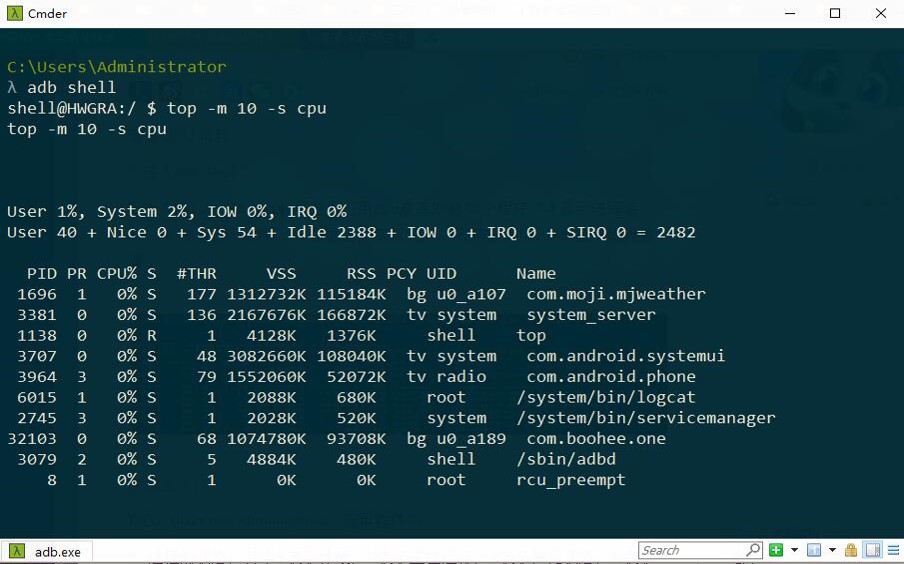 Cmder
C:\Users\Administrator
λ adb shell
shell@HWGRA:/ $ top -m 10 -s cpu
top -m 10 -s cpu
User 1%, System 2%, IOW 0%, IRQ 0%
User 40 + Nice 0 + Sys 54 + Idle 2388 + IOW 0 + IRQ 0 + SIRQ 0 = 2482
PID PR CPU% S #THR VSS RSS PCY UID Name
1696 1 0% S 177 1312732K 115184K bg u0_a107 com.moji.mjweather
3381 0 0% S 136 2167676K 166872K tv system system_server
1138 0 0% R 1 4128K 1376K shell top
3707 0 0% S 48 3082660K 108040K tv system com.android.systemui
3964 3 0% S 79 1552060K 52072K tv radio com.android.phone
6015 1 0% S 1 2088K 680K root /system/bin/logcat
2745 3 0% S 1 2028K 520K system /system/bin/servicemanager
32103 0 0% S 68 1074780K 93708K bg u0_a189 com.boohee.one
3079 2 0% S 5 4884K 480K shell /sbin/adbd
8 1 0% S 1 0K 0K root rcu_preempt
adb.exe
Search